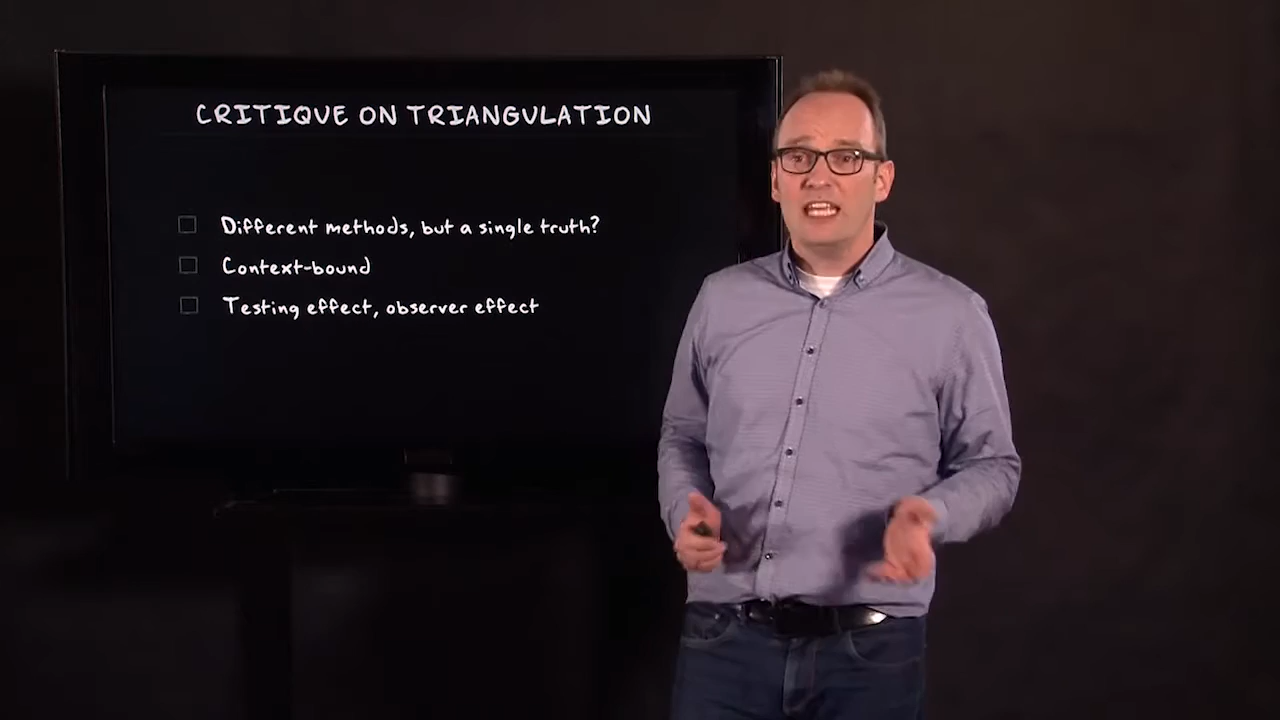 CRITIQUE ON TRIANGULATION
Different methods, but a single truth?
Context-bound
Testing effect, observer effect